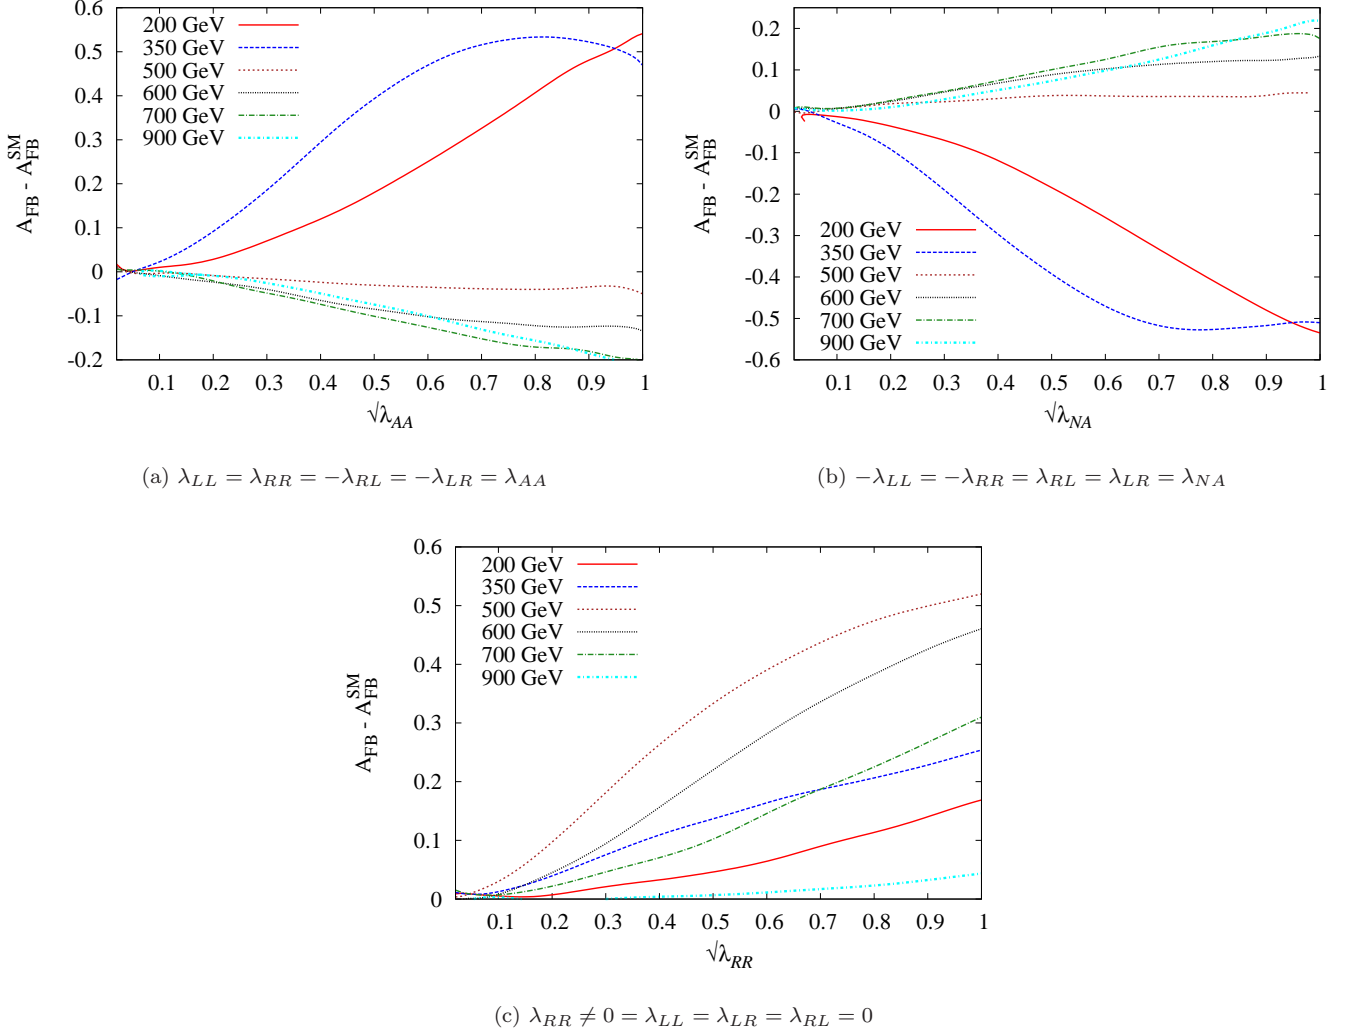 200 GeV
350 GeV
500 GeV
600 GeV
700 GeV
900 GeV
0.6
0.5
0.4
0.3
0.2
0.1
0
-0.1
-0.2
A_FB - A_FB^SM
0.1 0.2 0.3 0.4 0.5 0.6 0.7 0.8 0.9 1
√λ_AA
(a) λ_LL = λ_RR = −λ_RL = −λ_LR = λ_AA
0.2
0.1
0
-0.1
-0.2
-0.3
-0.4
-0.5
-0.6
A_FB - A_FB^SM
200 GeV
350 GeV
500 GeV
600 GeV
700 GeV
900 GeV
0.1 0.2 0.3 0.4 0.5 0.6 0.7 0.8 0.9 1
√λ_NA
(b) −λ_LL = −λ_RR = λ_RL = λ_LR = λ_NA
200 GeV
350 GeV
500 GeV
600 GeV
700 GeV
900 GeV
0.6
0.5
0.4
0.3
0.2
0.1
0
A_FB - A_FB^SM
0.1 0.2 0.3 0.4 0.5 0.6 0.7 0.8 0.9 1
√λ_RR
(c) λ_RR ≠ 0 = λ_LL = λ_LR = λ_RL = 0